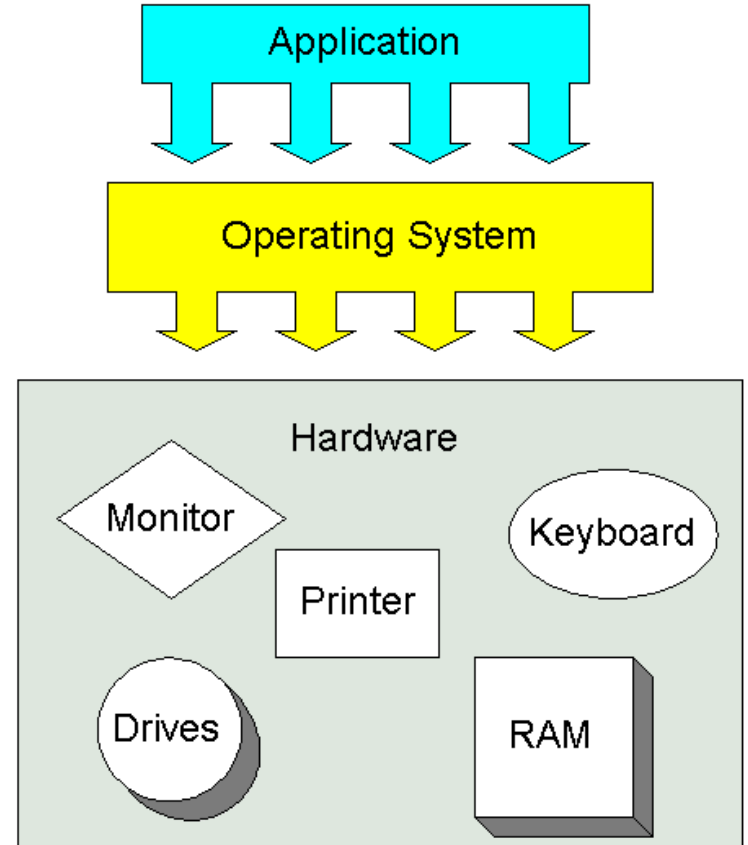 Application
Operating System
Hardware
Monitor
Keyboard
Printer
Drives
RAM